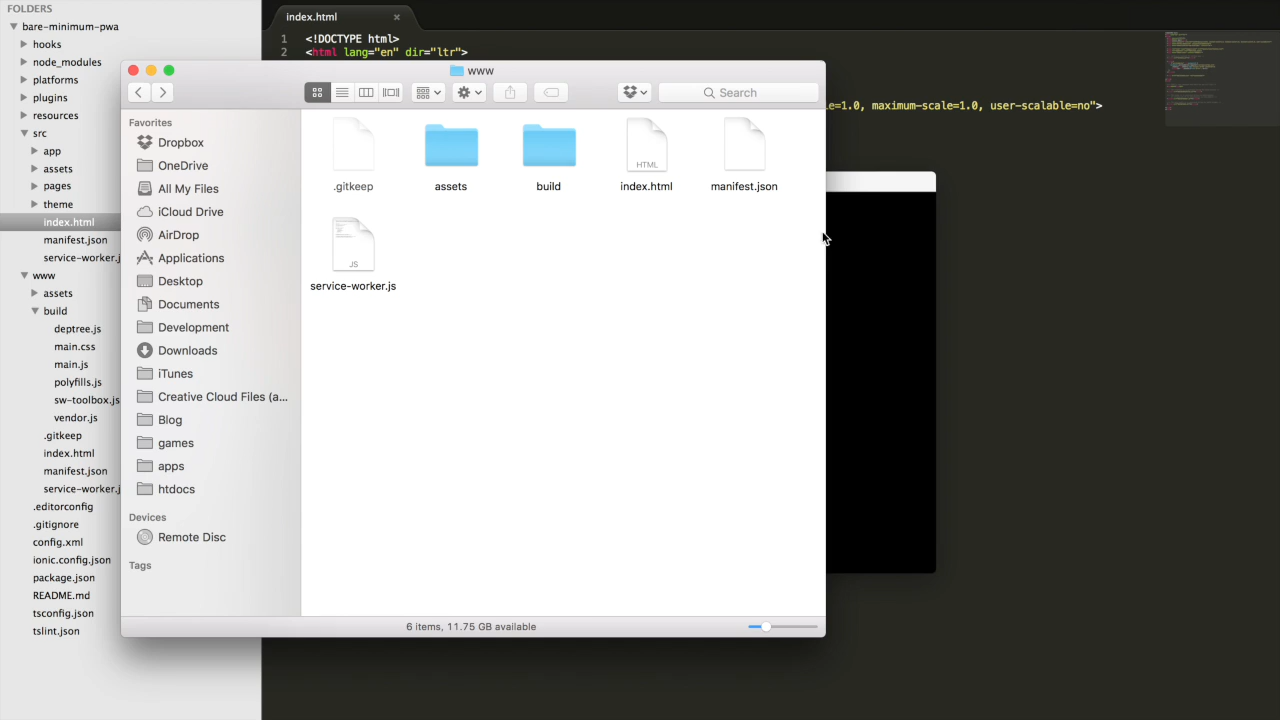 FOLDERS
bare-minimum-pwa
hooks
node_modules
platforms
plugins
resources
src
app
assets
pages
theme
index.html
manifest.json
service-worker.j
www
assets
build
deptree.js
main.css
main.js
polyfills.js
sw-toolbox.js
vendor.js
.gitkeep
index.html
manifest.json
service-worker.j
.editorconfig
.gitignore
config.xml
ionic.config.json
package.json
README.md
tsconfig.json
tslint.json
index.html ×
1 <!DOCTYPE html>
2 <html lang="en" dir="ltr">
le=1.0, maximum-scale=1.0, user-scalable=no">
www
Search
Favorites
Dropbox
OneDrive
All My Files
iCloud Drive
AirDrop
Applications
Desktop
Documents
Development
Downloads
iTunes
Creative Cloud Files (a...
Blog
games
apps
htdocs
Devices
Remote Disc
Tags
HTML
.gitkeep assets build index.html manifest.json
JS
service-worker.js
6 items, 11.75 GB available